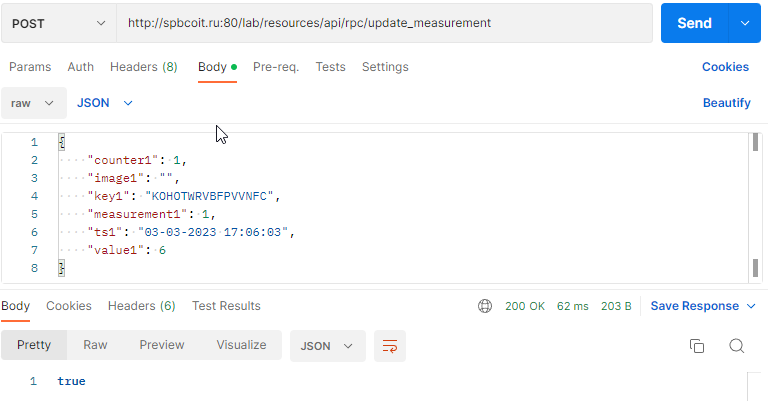 POST http://spbcoit.ru:80/lab/resources/api/rpc/update_measurement Send
Params Auth Headers (8) Body Pre-req. Tests Settings Cookies
raw JSON Beautify
1 {
2 "counter1": 1,
3 "image1": "",
4 "key1": "KOHOTWRVBFPVVNFC",
5 "measurement1": 1,
6 "ts1": "03-03-2023 17:06:03",
7 "value1": 6
8 }
Body Cookies Headers (6) Test Results 200 OK 62 ms 203 B Save Response
Pretty Raw Preview Visualize JSON
1 true